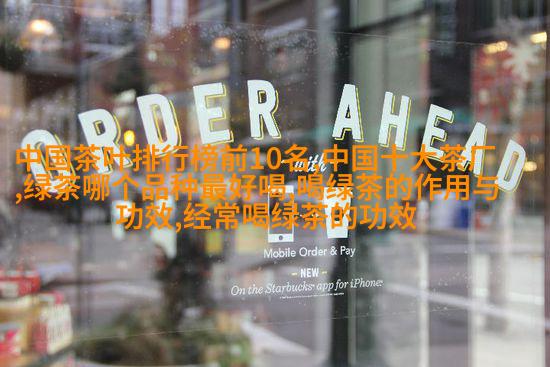 ORDER AHEAD
with
中国茶叶排行榜前10名,中国十大茶厂
,绿茶哪个品种最好喝,喝绿茶的作用与
功效,经常喝绿茶的功效
Mobile Order & Pay
– NEW –
On the Starbucks® app for iPhone®